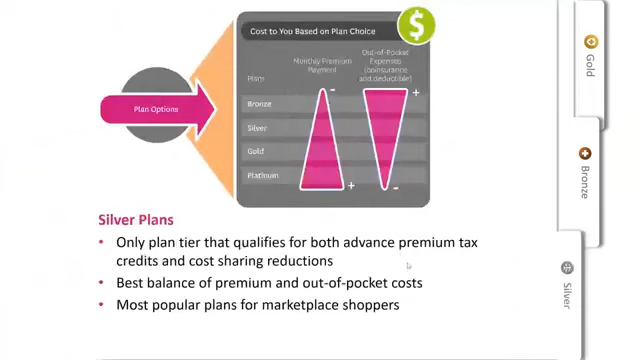 $
Cost to You Based on Plan Choice
Monthly Premium
Payment
Out-of-Pocket
Expenses
(coinsurance
and deductible)
Plans
- +
Bronze
Silver
Gold
Platinum
+ -
Plan Options
Gold
Bronze
Silver
Silver Plans
• Only plan tier that qualifies for both advance premium tax
credits and cost sharing reductions
• Best balance of premium and out-of-pocket costs
• Most popular plans for marketplace shoppers